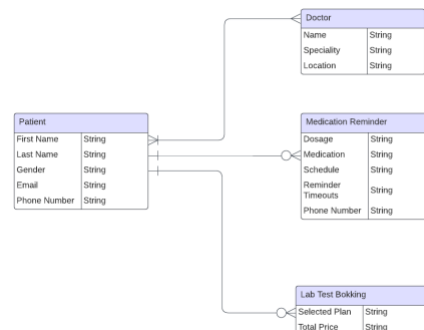 Doctor
Name String
Speciality String
Location String
Patient
First Name String
Last Name String
Gender String
Email String
Phone Number String
Medication Reminder
Dosage String
Medication String
Schedule String
Reminder
Timeouts String
Phone Number String
Lab Test Bokking
Selected Plan String
Total Price String